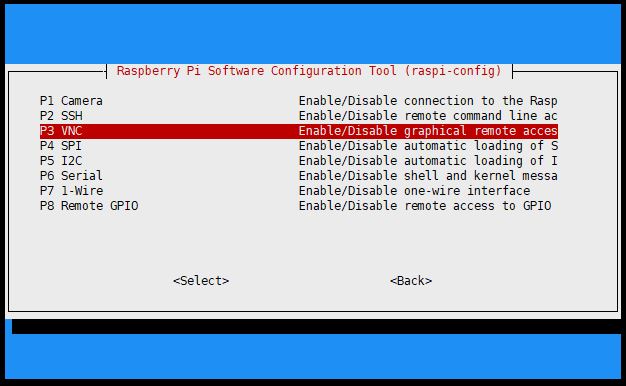 Raspberry Pi Software Configuration Tool (raspi-config)
P1 Camera Enable/Disable connection to the Rasp
P2 SSH Enable/Disable remote command line ac
P3 VNC Enable/Disable graphical remote acces
P4 SPI Enable/Disable automatic loading of S
P5 I2C Enable/Disable automatic loading of I
P6 Serial Enable/Disable shell and kernel messa
P7 1-Wire Enable/Disable one-wire interface
P8 Remote GPIO Enable/Disable remote access to GPIO
<Select> <Back>